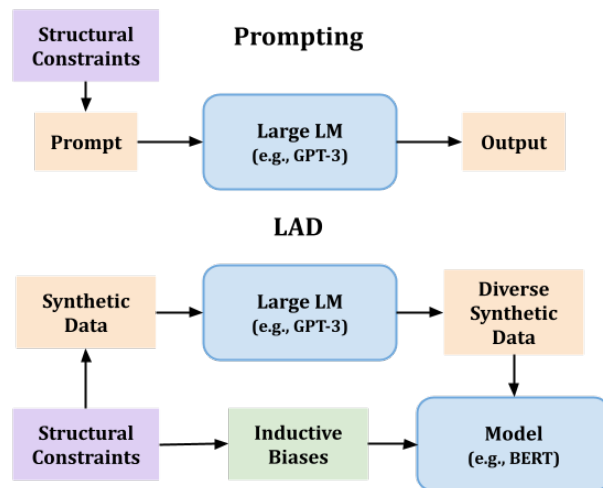 Structural
Constraints
Prompting
Prompt
Large LM
(e.g., GPT-3)
Output
LAD
Synthetic
Data
Large LM
(e.g., GPT-3)
Diverse
Synthetic
Data
Structural
Constraints
Inductive
Biases
Model
(e.g., BERT)